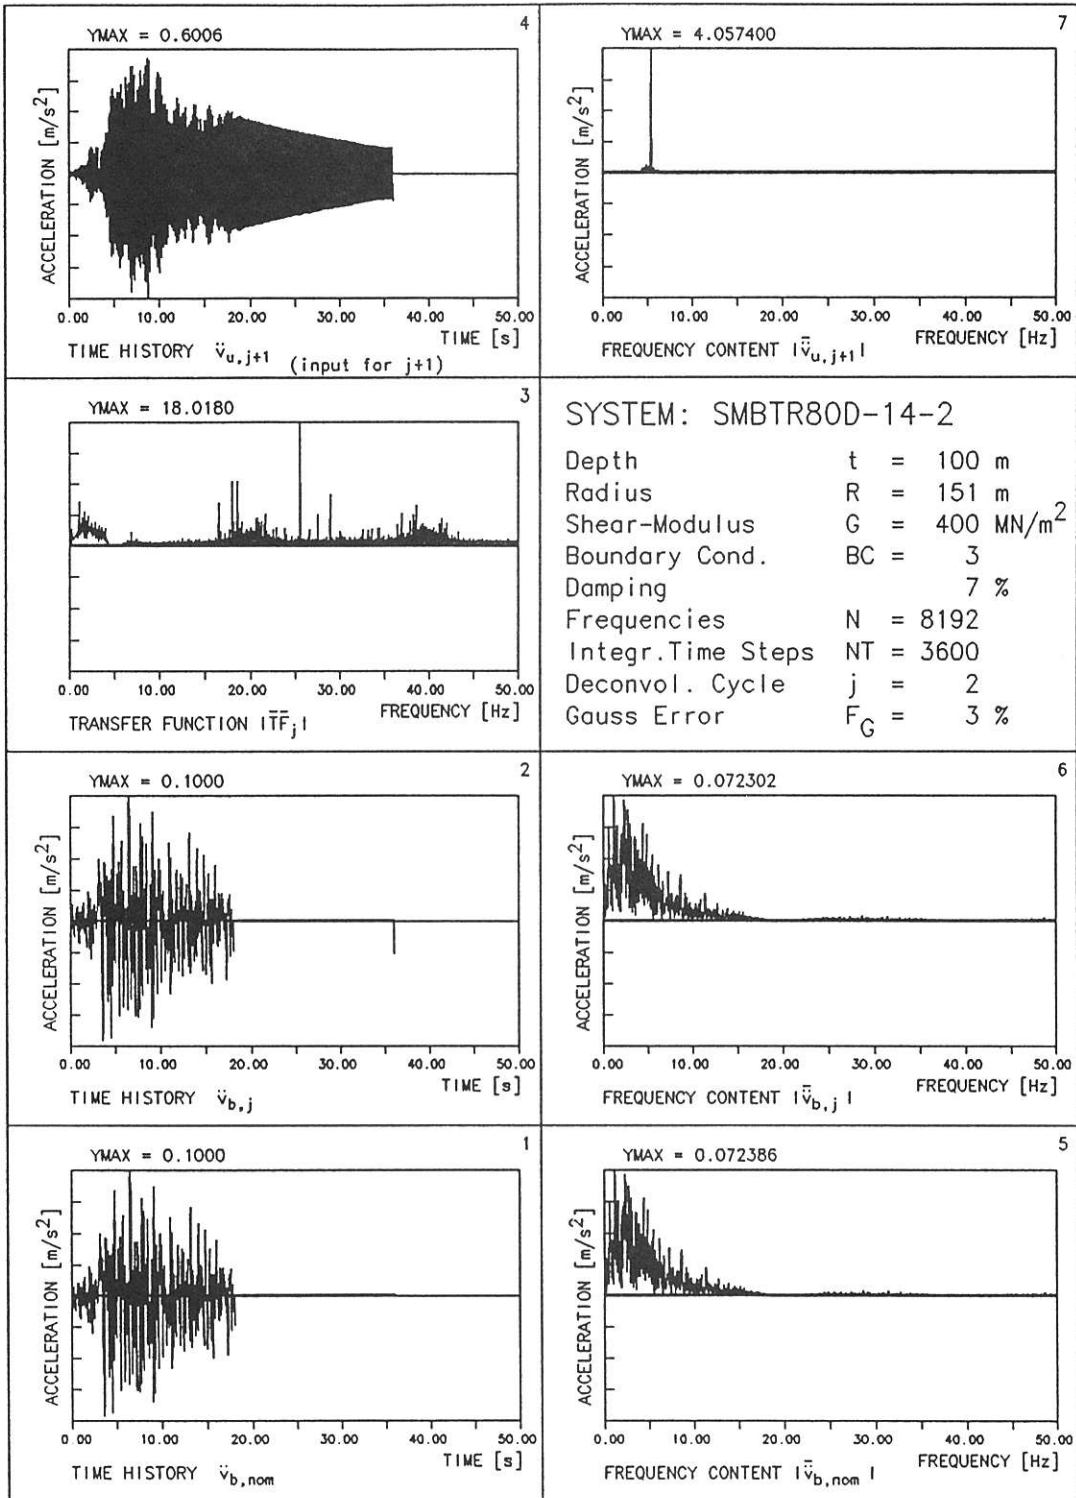 4
YMAX = 0.6006
ACCELERATION [m/s²]
0.00 10.00 20.00 30.00 40.00 50.00
TIME [s]
TIME HISTORY v̈u,j+1 (input for j+1)
7
YMAX = 4.057400
ACCELERATION [m/s²]
0.00 10.00 20.00 30.00 40.00 50.00
FREQUENCY [Hz]
FREQUENCY CONTENT |v̄̈u,j+1|
3
YMAX = 18.0180
0.00 10.00 20.00 30.00 40.00 50.00
FREQUENCY [Hz]
TRANSFER FUNCTION |T̄F̄j|
SYSTEM: SMBTR80D-14-2
Depth t = 100 m
Radius R = 151 m
Shear-Modulus G = 400 MN/m²
Boundary Cond. BC = 3
Damping 7 %
Frequencies N = 8192
Integr.Time Steps NT = 3600
Deconvol. Cycle j = 2
Gauss Error FG = 3 %
2
YMAX = 0.1000
ACCELERATION [m/s²]
0.00 10.00 20.00 30.00 40.00 50.00
TIME [s]
TIME HISTORY v̈b,j
6
YMAX = 0.072302
ACCELERATION [m/s²]
0.00 10.00 20.00 30.00 40.00 50.00
FREQUENCY [Hz]
FREQUENCY CONTENT |v̄̈b,j|
1
YMAX = 0.1000
ACCELERATION [m/s²]
0.00 10.00 20.00 30.00 40.00 50.00
TIME [s]
TIME HISTORY v̈b,nom
5
YMAX = 0.072386
ACCELERATION [m/s²]
0.00 10.00 20.00 30.00 40.00 50.00
FREQUENCY [Hz]
FREQUENCY CONTENT |v̄̈b,nom|